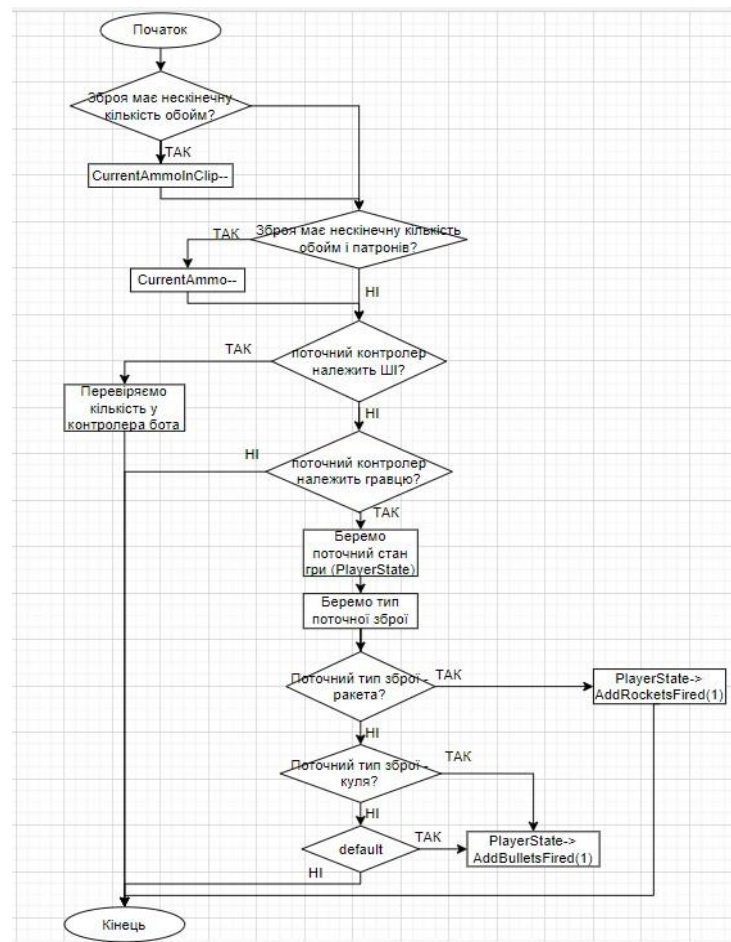 Початок
Зброя має нескінечну
кількість обойм?
ТАК
CurrentAmmoInClip--
Зброя має нескінечну кількість
обойм і патронів?
ТАК
CurrentAmmo--
НІ
поточний контролер
належить ШІ?
ТАК
Перевіряємо
кількість у
контролера бота
НІ
поточний контролер
належить гравцю?
НІ
ТАК
Беремо
поточний стан
гри (PlayerState)
Беремо тип
поточної зброї
Поточний тип зброї -
ракета?
ТАК
PlayerState->
AddRocketsFired(1)
НІ
Поточний тип зброї -
куля?
ТАК
НІ
default
ТАК
PlayerState->
AddBulletsFired(1)
НІ
Кінець